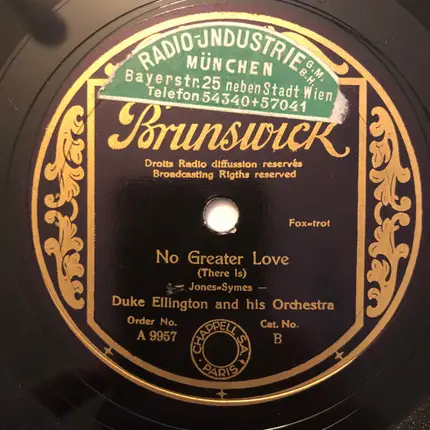 RADIO-INDUSTRIE G.M.B.H.
MÜNCHEN
Bayerstr. 25 neben Stadt Wien
Telefon 54340+57041
Brunswick
Droits Radio diffussion reservés
Broadcasting Rigths reserved
Fox=trot
No Greater Love
(There Is)
— Jones=Symes —
Duke Ellington and his Orchestra
Order No.
A 9957
Cat. No.
B
CHAPPELL S.A.
PARIS